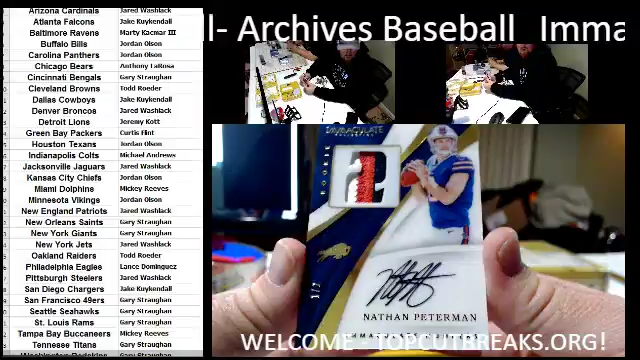 ll- Archives Baseball Imma
Arizona Cardinals Jared Washlack
Atlanta Falcons Jake Kuykendall
Baltimore Ravens Marty Kacmar III
Buffalo Bills Jordan Olson
Carolina Panthers Jordan Olson
Chicago Bears Anthony LaRosa
Cincinnati Bengals Gary Straughan
Cleveland Browns Todd Roeder
Dallas Cowboys Jake Kuykendall
Denver Broncos Jared Washlack
Detroit Lions Jeremy Kott
Green Bay Packers Curtis Flint
Houston Texans Jordan Olson
Indianapolis Colts Michael Andrews
Jacksonville Jaguars Jared Washlack
Kansas City Chiefs Jordan Olson
Miami Dolphins Mickey Reeves
Minnesota Vikings Jordan Olson
New England Patriots Jared Washlack
New Orleans Saints Gary Straughan
New York Giants Gary Straughan
New York Jets Jared Washlack
Oakland Raiders Todd Roeder
Philadelphia Eagles Lance Dominguez
Pittsburgh Steelers Jared Washlack
San Diego Chargers Jake Kuykendall
San Francisco 49ers Gary Straughan
Seattle Seahawks Gary Straughan
St. Louis Rams Gary Straughan
Tampa Bay Buccaneers Mickey Reeves
Tennessee Titans Gary Straughan
IMMACULATE
ROOKIE
NATHAN PETERMAN
WELCOME - TOPCUTBREAKS.ORG!